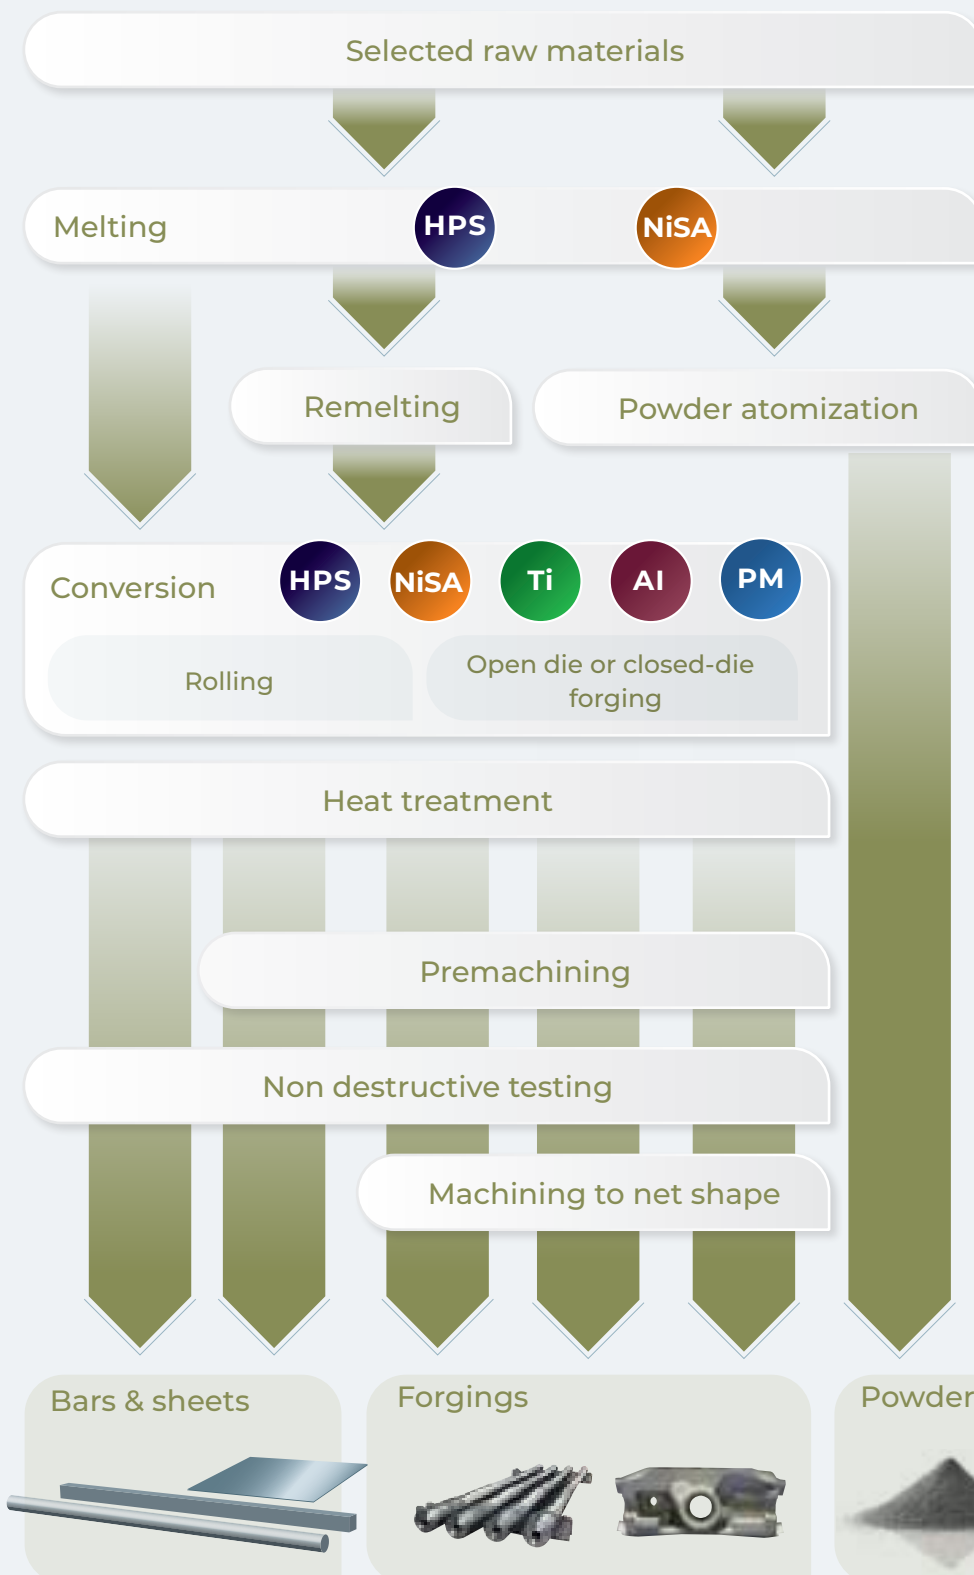 Selected raw materials
Melting
HPS
NiSA
Remelting
Powder atomization
Conversion
HPS
NiSA
Ti
Al
PM
Rolling
Open die or closed-die
forging
Heat treatment
Premachining
Non destructive testing
Machining to net shape
Bars & sheets
Forgings
Powder